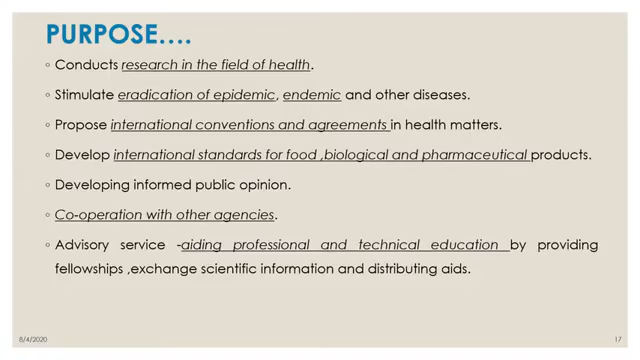 PURPOSE....
◦ Conducts research in the field of health.
◦ Stimulate eradication of epidemic, endemic and other diseases.
◦ Propose international conventions and agreements in health matters.
◦ Develop international standards for food ,biological and pharmaceutical products.
◦ Developing informed public opinion.
◦ Co-operation with other agencies.
◦ Advisory service -aiding professional and technical education by providing
fellowships ,exchange scientific information and distributing aids.
8/4/2020
17